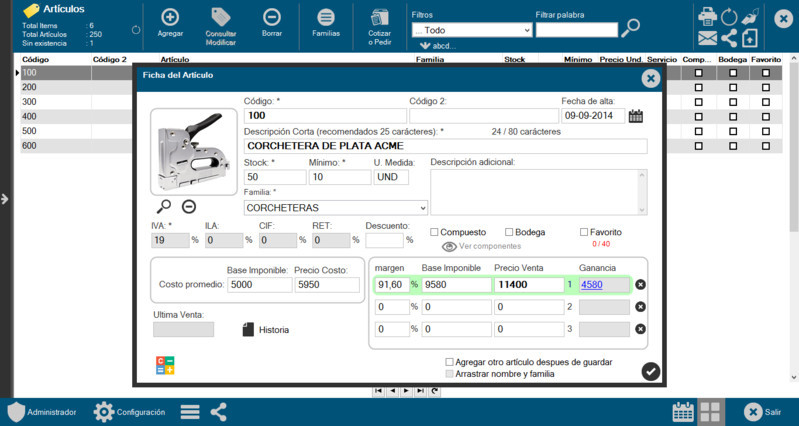 Artículos
Total Items : 6
Total Artículos : 250
Sin existencia : 1
Agregar
Consultar
Modificar
Borrar
Familias
Cotizar
o Pedir
Filtros
... Todo
abcd...
Filtrar palabra
Código Código 2 Artículo Familia Stock Mínimo Precio Und. Servicio Comp... Bodega Favorito
100
200
300
400
500
600
Ficha del Artículo
Código: * Código 2: Fecha de alta:
100 09-09-2014
Descripción Corta (recomendados 25 carácteres): * 24 / 80 carácteres
CORCHETERA DE PLATA ACME
Stock: * Mínimo: * U. Medida: Descripción adicional:
50 10 UND
Familia: *
CORCHETERAS
IVA: * ILA: CIF: RET: Descuento:
19 % 0 % 0 % 0 % %
Compuesto Bodega Favorito
Ver componentes 0 / 40
Base Imponible: Precio Costo:
Costo promedio: 5000 5950
Ultima Venta:
Historia
margen Base Imponible Precio Venta Ganancia
91,60 % 9580 11400 1 4580
0 % 0 0 2
0 % 0 0 3
Agregar otro artículo despues de guardar
Arrastrar nombre y familia
Administrador
Configuración
Salir